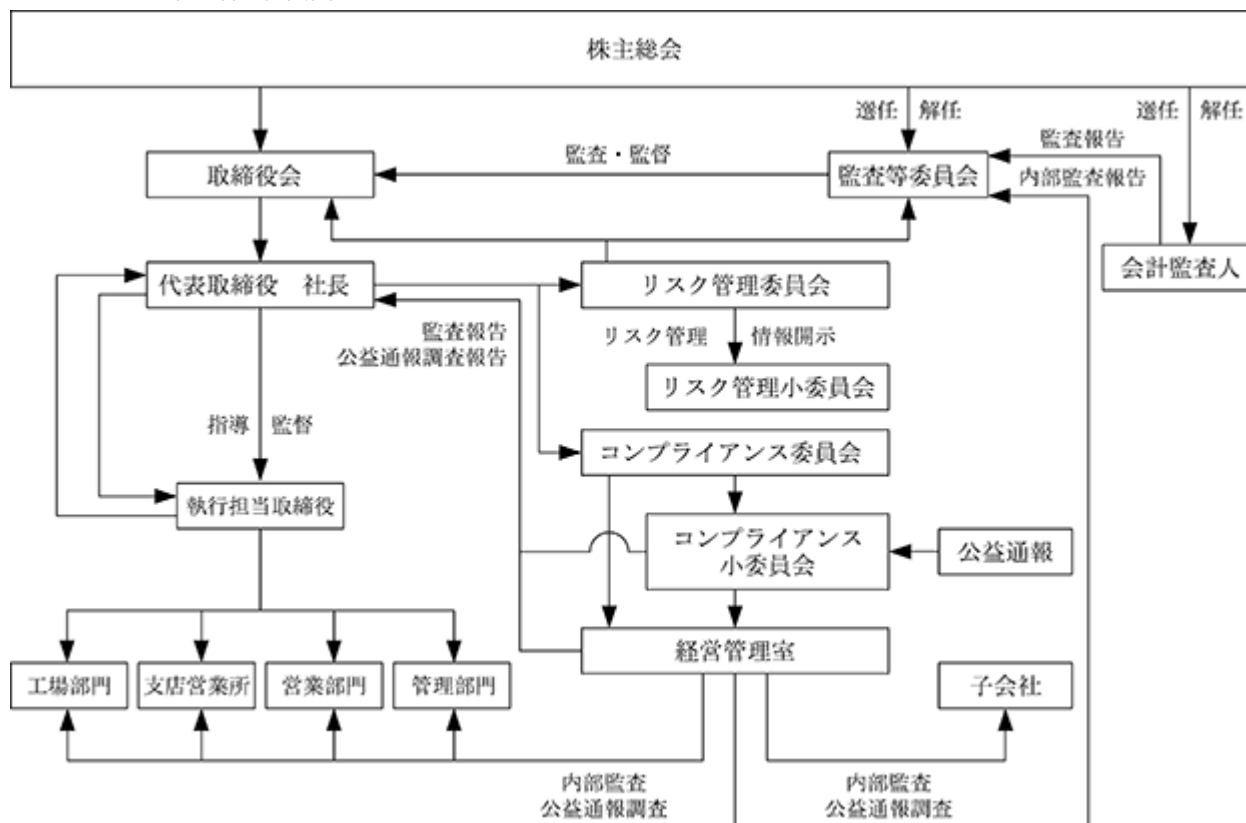 株主総会
選任 解任
選任 解任
監査報告
監査・監督
取締役会
監査等委員会
内部監査報告
代表取締役 社長
リスク管理委員会
会計監査人
監査報告
公益通報調査報告
リスク管理 情報開示
リスク管理小委員会
指導 監督
コンプライアンス委員会
執行担当取締役
コンプライアンス
小委員会
公益通報
経営管理室
工場部門
支店営業所
営業部門
管理部門
子会社
内部監査
公益通報調査
内部監査
公益通報調査